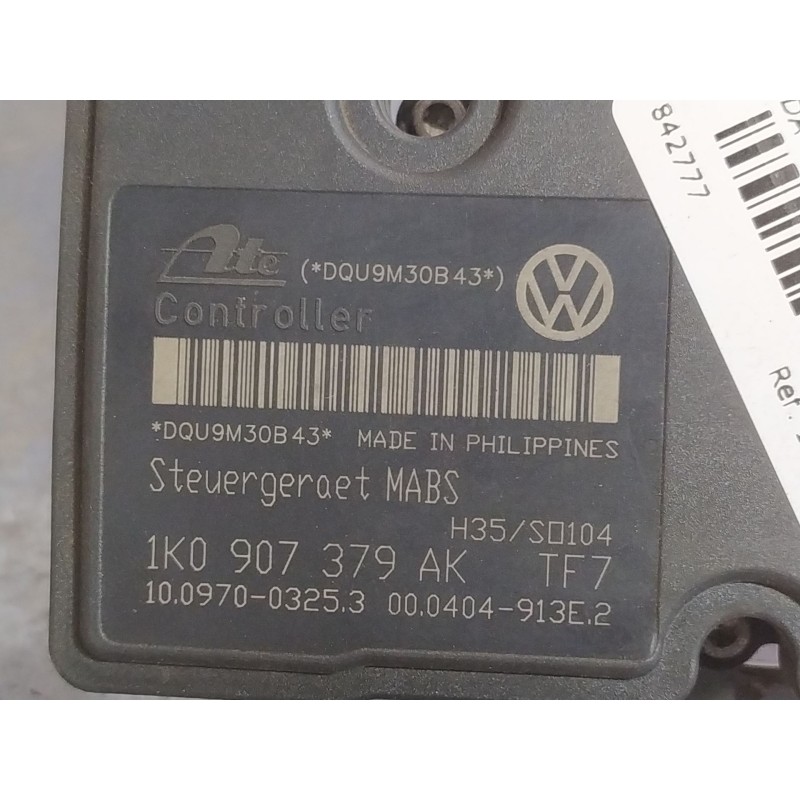 Ate (*DQU9M30B43*)
Controller
*DQU9M30B43* MADE IN PHILIPPINES
Steuergeraet MABS
H35/S0104
1K0 907 379 AK TF7
10.0970-0325.3 00.0404-913E.2
842777
Ref.